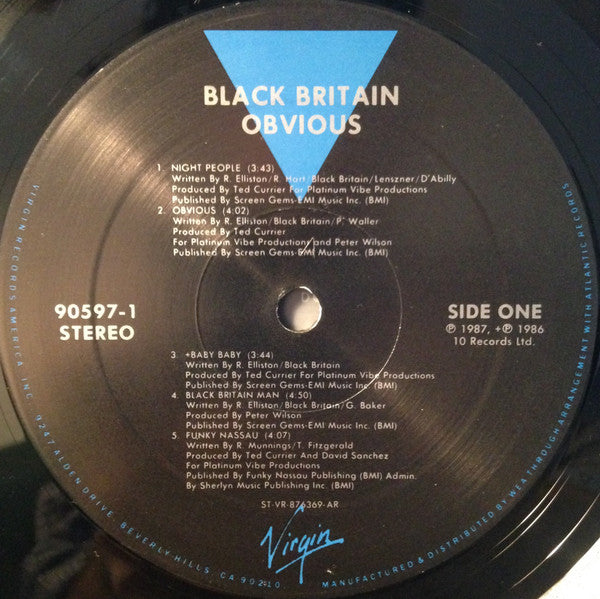 BLACK BRITAIN
OBVIOUS
1. NIGHT PEOPLE (3:43)
Written By R. Elliston/R. Hart/Black Britain/Lenszner/D'Abilly
Produced By Ted Currier For Platinum Vibe Productions
Published By Screen Gems-EMI Music Inc. (BMI)
2. OBVIOUS (4:02)
Written By R. Elliston/Black Britain/P. Waller
Produced By Ted Currier
For Platinum Vibe Productions and Peter Wilson
Published By Screen Gems-EMI Music Inc. (BMI)
90597-1
STEREO
SIDE ONE
℗ 1987, +℗ 1986
10 Records Ltd.
3. +BABY BABY (3:44)
Written By R. Elliston/Black Britain
Produced By Ted Currier For Platinum Vibe Productions
Published By Screen Gems-EMI Music Inc. (BMI)
4. BLACK BRITAIN MAN (4:50)
Written By R. Elliston/Black Britain/G. Baker
Produced By Peter Wilson
Published By Screen Gems-EMI Music Inc. (BMI)
5. FUNKY NASSAU (4:07)
Written By R. Munnings/T. Fitzgerald
Produced By Ted Currier and David Sanchez
For Platinum Vibe Productions
Published By Funky Nassau Publishing (BMI) Admin.
By Sherlyn Music Publishing Inc. (BMI)
ST-VR-876369-AR
Virgin
VIRGIN RECORDS AMERICA, INC., 9247 ALDEN DRIVE, BEVERLY HILLS, CA 90210.
MANUFACTURED & DISTRIBUTED BY WEA THROUGH ARRANGEMENT WITH ATLANTIC RECORDS